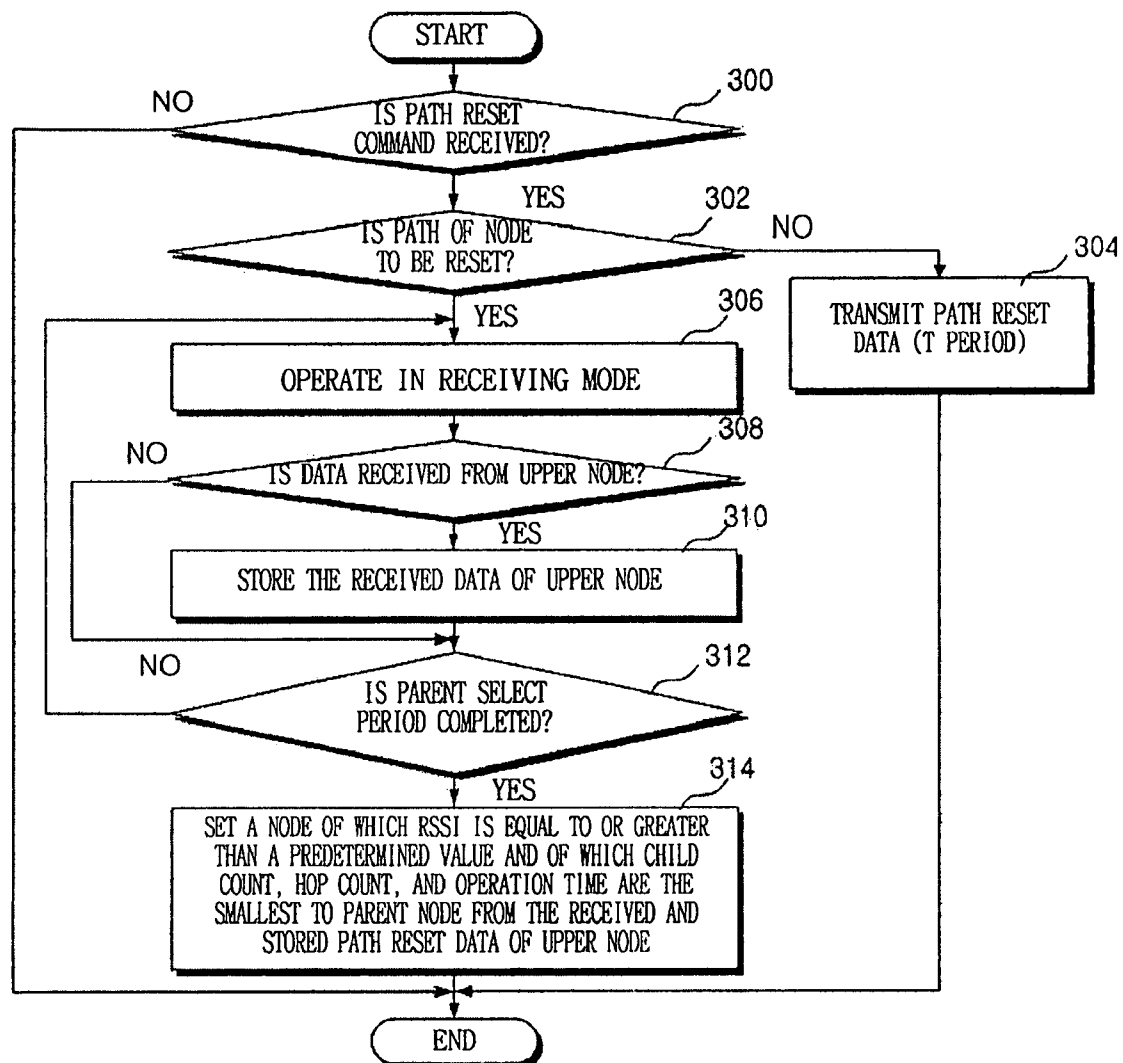 START
300
NO
IS PATH RESET
COMMAND RECEIVED?
YES
302
IS PATH OF NODE
TO BE RESET?
NO
304
TRANSMIT PATH RESET
DATA (T PERIOD)
YES
306
OPERATE IN RECEIVING MODE
308
NO
IS DATA RECEIVED FROM UPPER NODE?
YES
310
STORE THE RECEIVED DATA OF UPPER NODE
NO
312
IS PARENT SELECT
PERIOD COMPLETED?
YES
314
SET A NODE OF WHICH RSSI IS EQUAL TO OR GREATER
THAN A PREDETERMINED VALUE AND OF WHICH CHILD
COUNT, HOP COUNT, AND OPERATION TIME ARE THE
SMALLEST TO PARENT NODE FROM THE RECEIVED AND
STORED PATH RESET DATA OF UPPER NODE
END